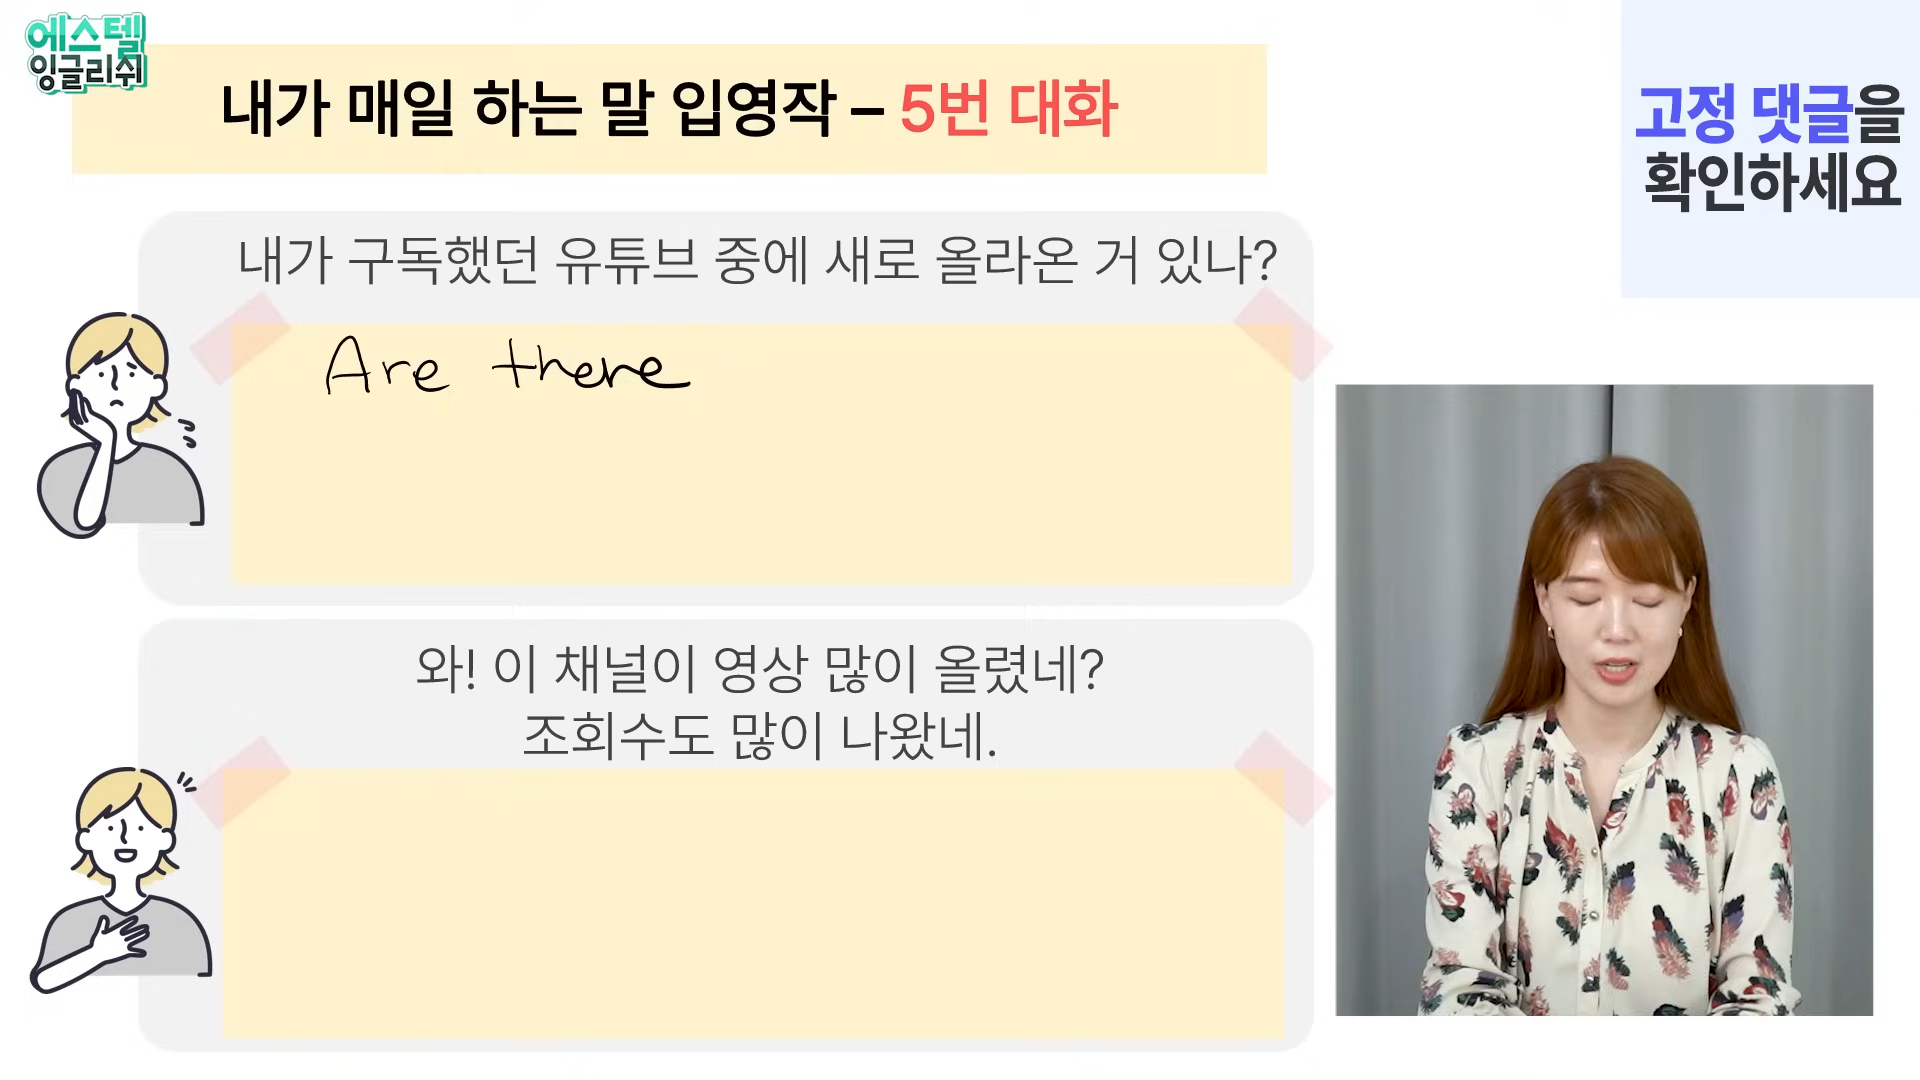 에스텔
잉글리쉬
내가 매일 하는 말 입영작 – 5번 대화
고정 댓글을
확인하세요
내가 구독했던 유튜브 중에 새로 올라온 거 있나?
Are there
와! 이 채널이 영상 많이 올렸네?
조회수도 많이 나왔네.